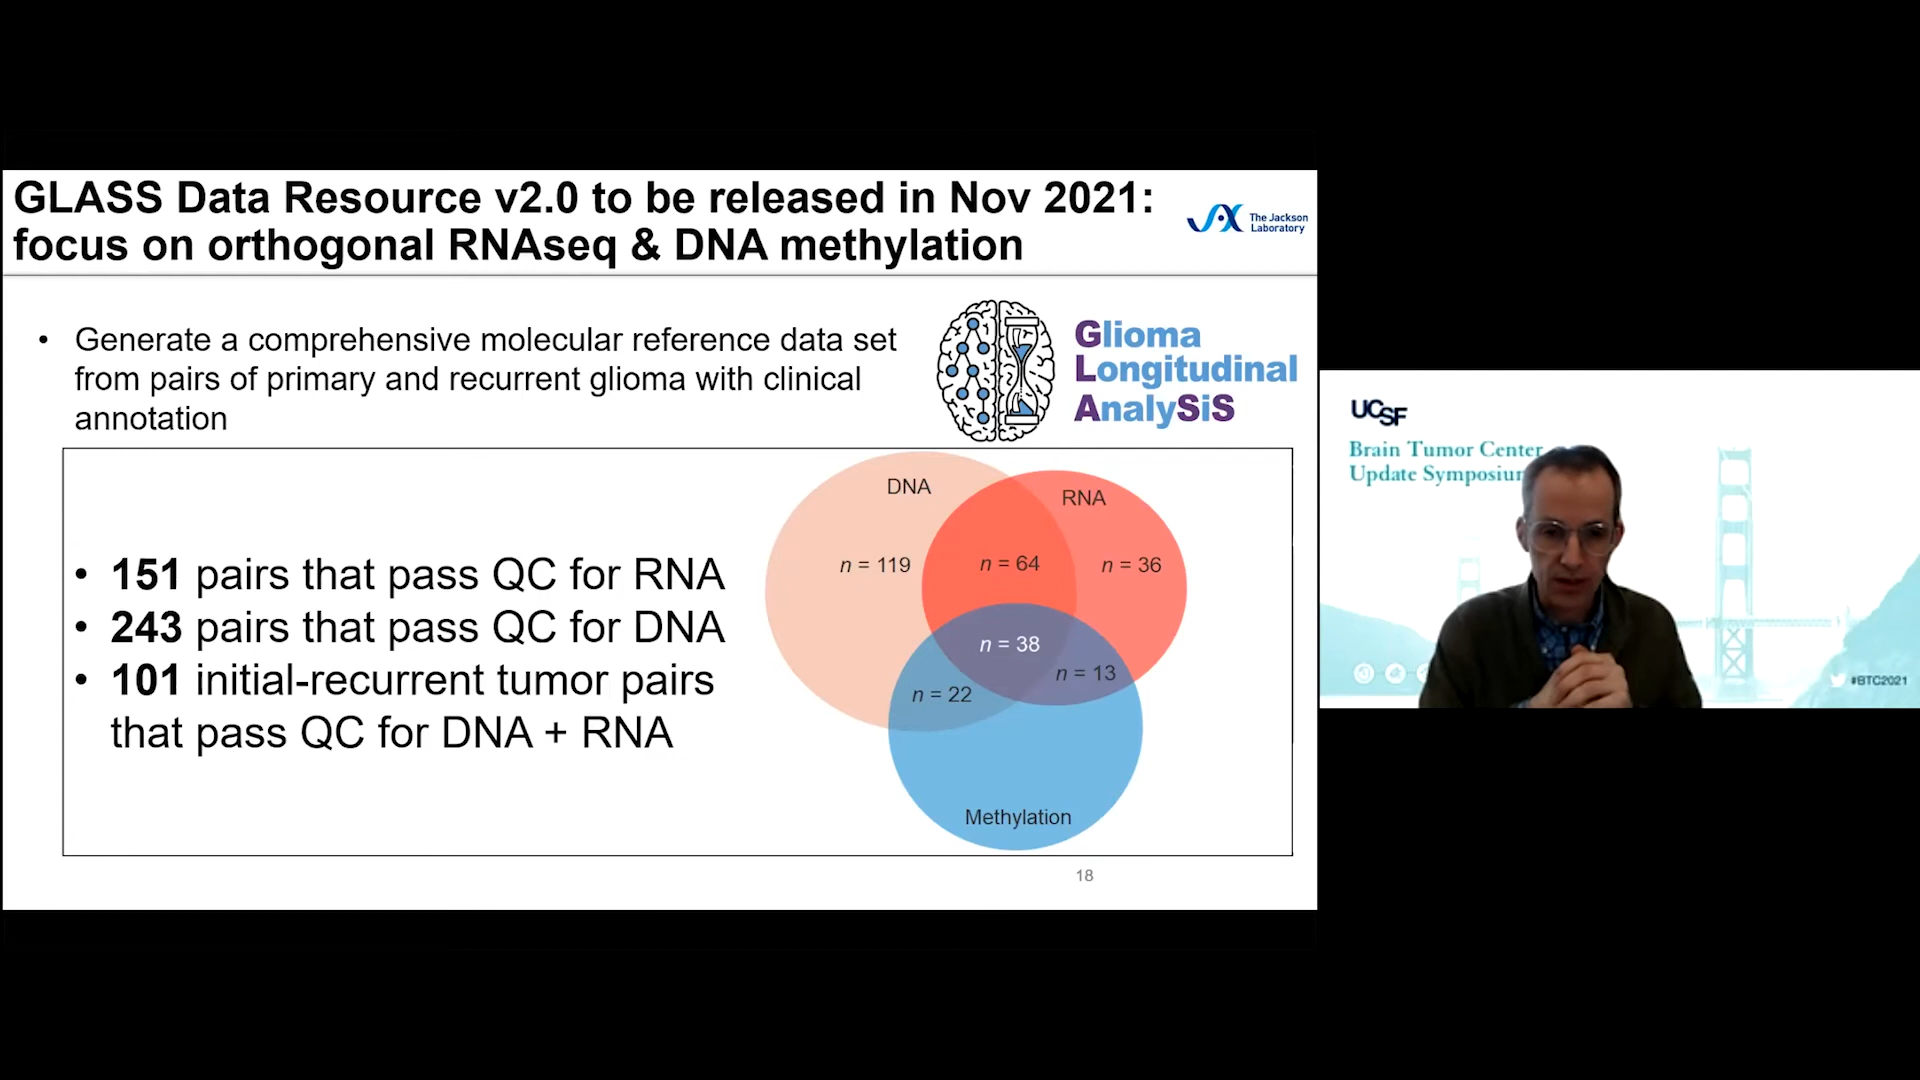 GLASS Data Resource v2.0 to be released in Nov 2021:
focus on orthogonal RNAseq & DNA methylation
The Jackson
Laboratory
• Generate a comprehensive molecular reference data set
from pairs of primary and recurrent glioma with clinical
annotation
Glioma
Longitudinal
AnalySiS
• 151 pairs that pass QC for RNA
• 243 pairs that pass QC for DNA
• 101 initial-recurrent tumor pairs
that pass QC for DNA + RNA
DNA
RNA
n = 119
n = 64
n = 36
n = 38
n = 13
n = 22
Methylation
18
UCSF
Brain Tumor Center
Update Symposium
#BTC2021